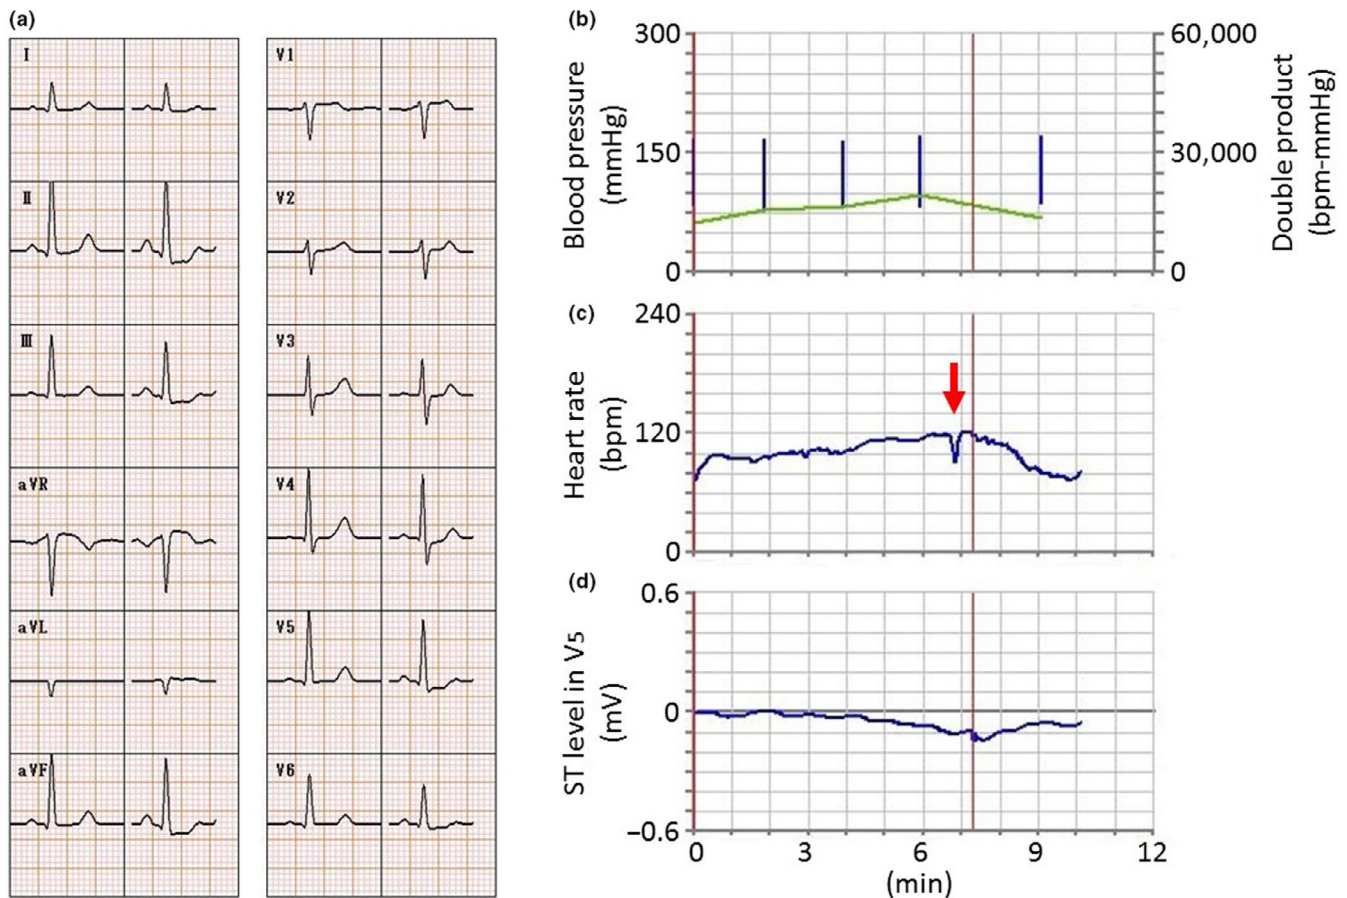 (a)
I
II
III
aVR
aVL
aVF
V1
V2
V3
V4
V5
V6
(b)
Blood pressure
(mmHg)
300
150
0
60,000
30,000
0
Double product
(bpm-mmHg)
(c)
Heart rate
(bpm)
240
120
0
(d)
ST level in V5
(mV)
0.6
0
−0.6
0 3 6 9 12
(min)